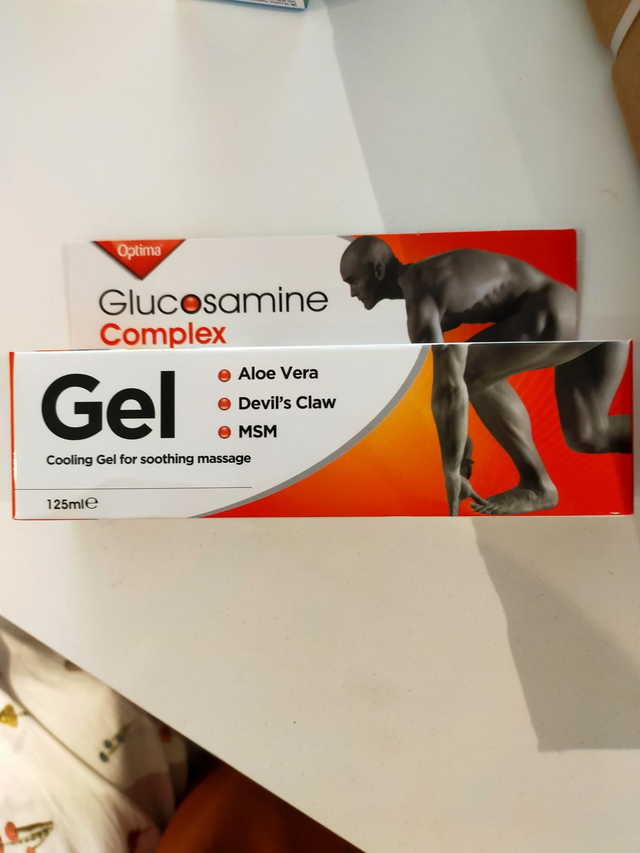 Optima
Glucosamine
Complex
Gel
Aloe Vera
Devil's Claw
MSM
Cooling Gel for soothing massage
125ml℮